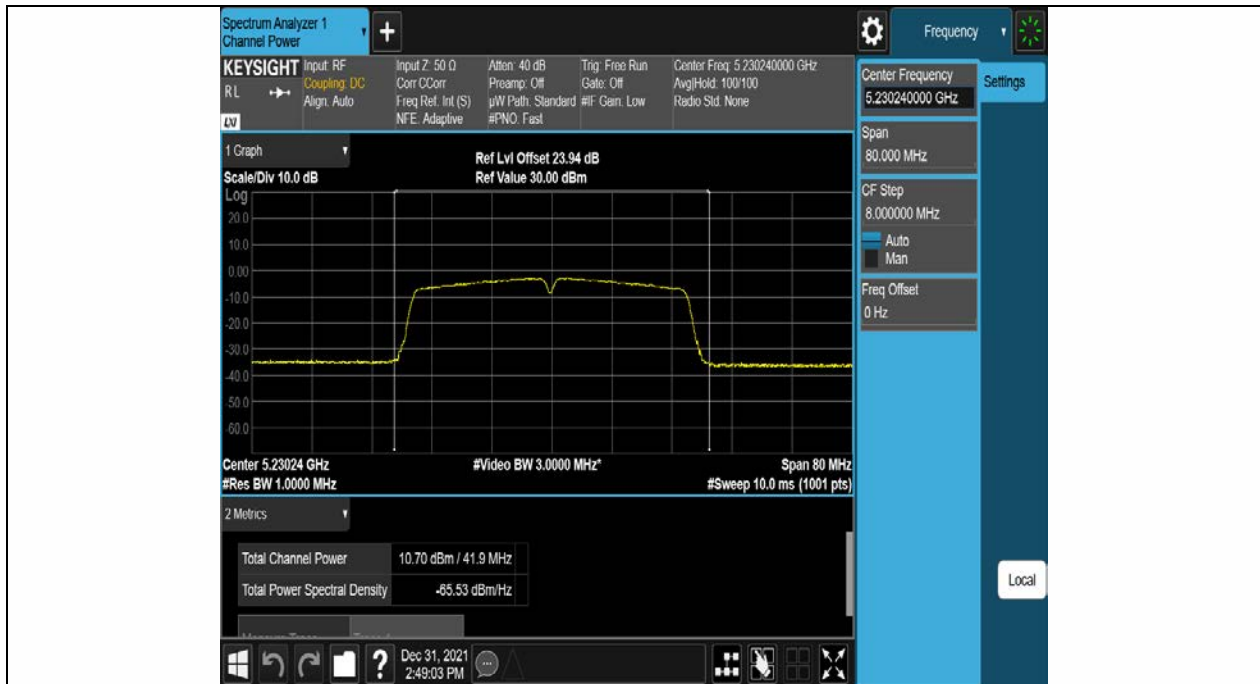 Spectrum Analyzer 1
Channel Power
+
Frequency
KEYSIGHT
Input: RF
Coupling: DC
Align: Auto
R L
LXI
Input Z: 50 Ω
Corr CCorr
Freq Ref: Int (S)
NFE: Adaptive
Atten: 40 dB
Preamp: Off
µW Path: Standard
#PNO: Fast
Trig: Free Run
Gate: Off
#IF Gain: Low
Center Freq: 5.230240000 GHz
Avg|Hold: 100/100
Radio Std: None
Center Frequency
5.230240000 GHz
Settings
Span
80.000 MHz
CF Step
8.000000 MHz
Auto
Man
Freq Offset
0 Hz
Local
1 Graph
Scale/Div 10.0 dB
Ref Lvl Offset 23.94 dB
Ref Value 30.00 dBm
Log
20.0
10.0
0.00
-10.0
-20.0
-30.0
-40.0
-50.0
-60.0
Center 5.23024 GHz
#Res BW 1.0000 MHz
#Video BW 3.0000 MHz*
Span 80 MHz
#Sweep 10.0 ms (1001 pts)
2 Metrics
Total Channel Power 10.70 dBm / 41.9 MHz
Total Power Spectral Density -65.53 dBm/Hz
?
Dec 31, 2021
2:49:03 PM